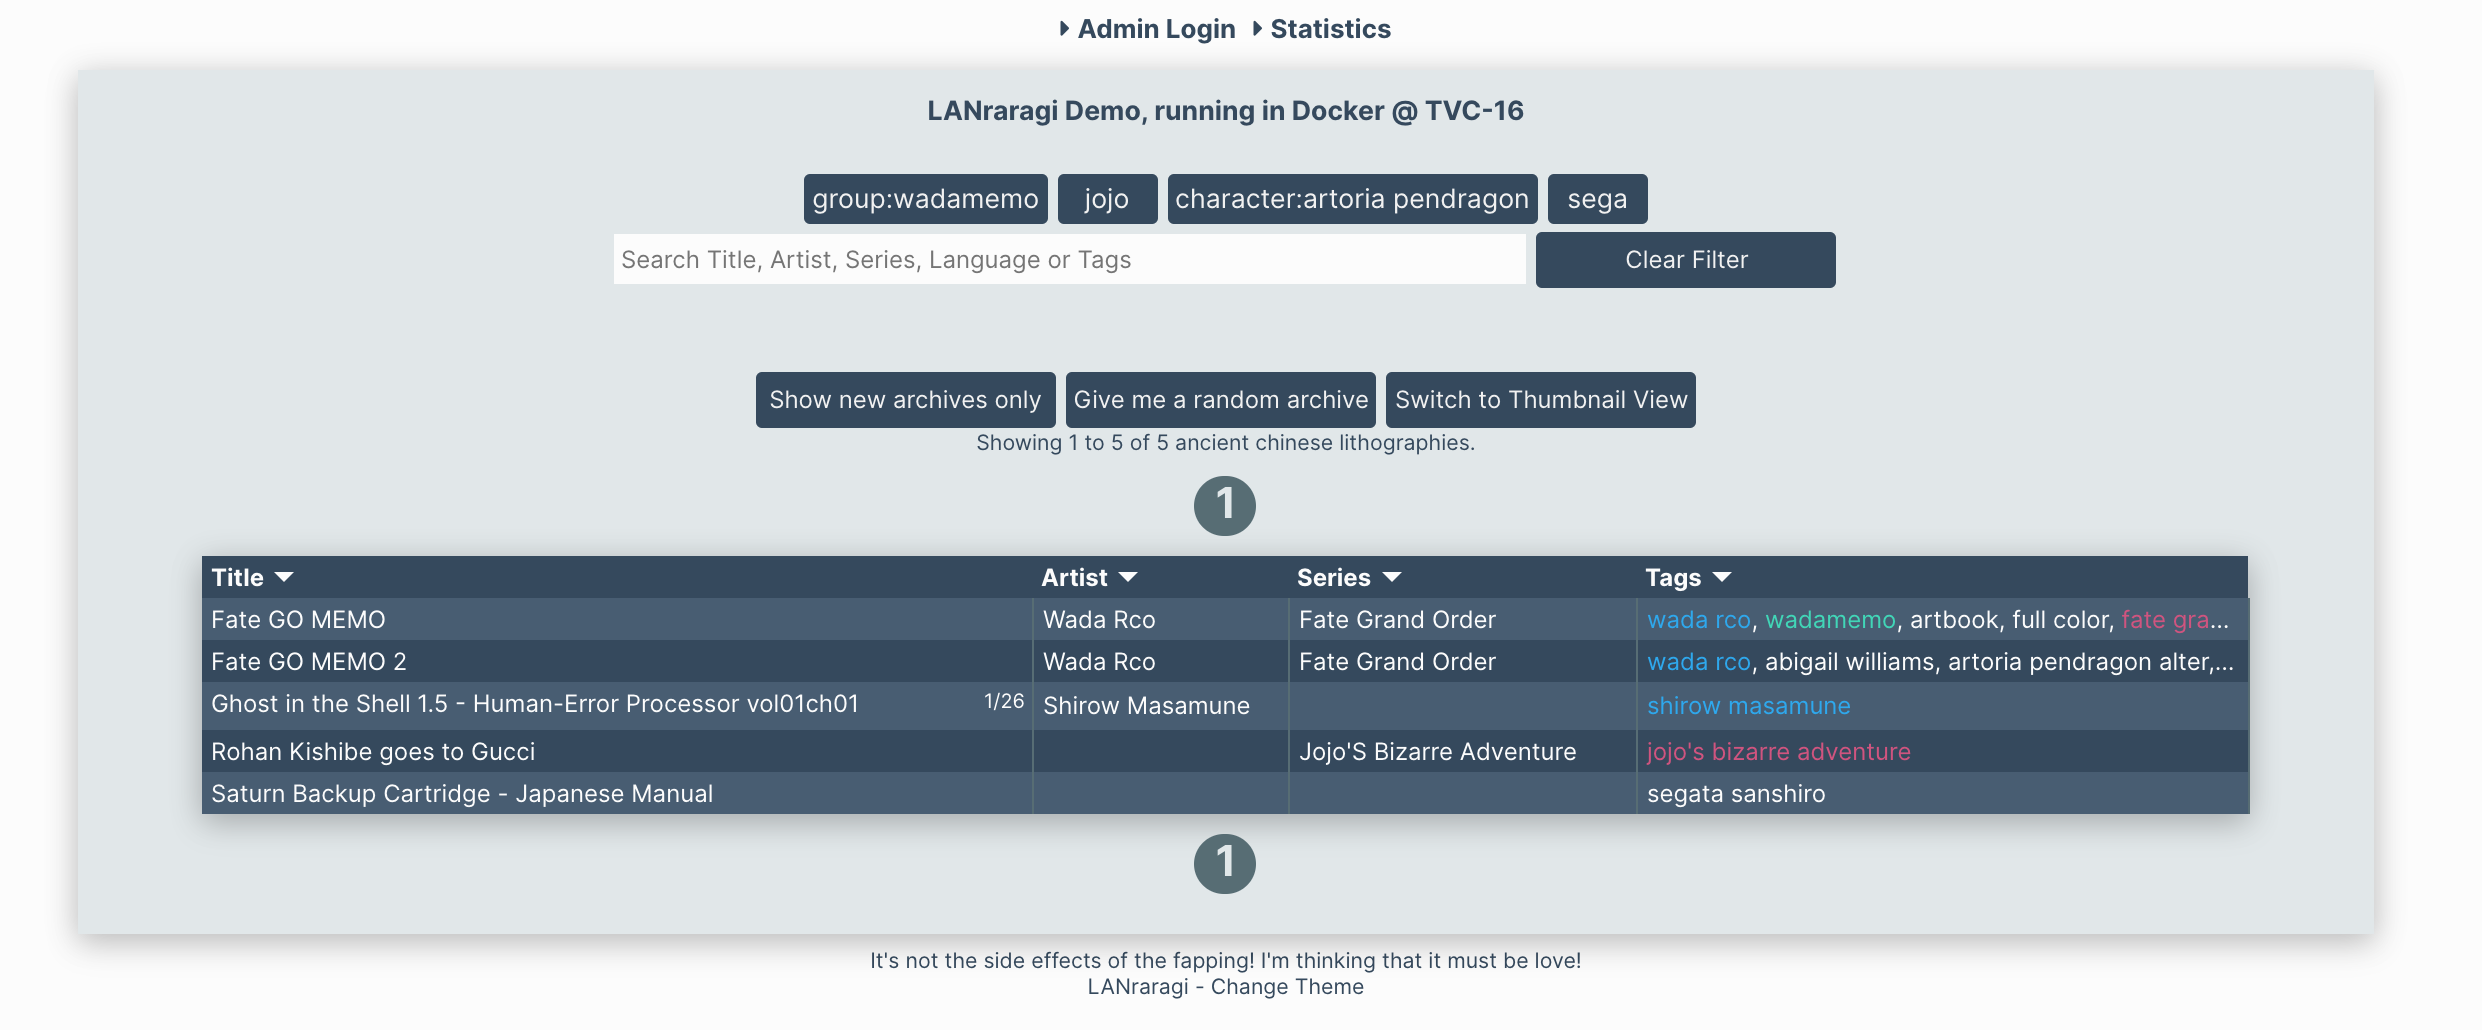 Admin Login Statistics
LANraragi Demo, running in Docker @ TVC-16
group:wadamemo jojo character:artoria pendragon sega
Search Title, Artist, Series, Language or Tags Clear Filter
Show new archives only Give me a random archive Switch to Thumbnail View
Showing 1 to 5 of 5 ancient chinese lithographies.
1
Title Artist Series Tags
Fate GO MEMO Wada Rco Fate Grand Order wada rco, wadamemo, artbook, full color, fate gra...
Fate GO MEMO 2 Wada Rco Fate Grand Order wada rco, abigail williams, artoria pendragon alter,...
Ghost in the Shell 1.5 - Human-Error Processor vol01ch01 1/26 Shirow Masamune shirow masamune
Rohan Kishibe goes to Gucci Jojo'S Bizarre Adventure jojo's bizarre adventure
Saturn Backup Cartridge - Japanese Manual segata sanshiro
1
It's not the side effects of the fapping! I'm thinking that it must be love!
LANraragi - Change Theme